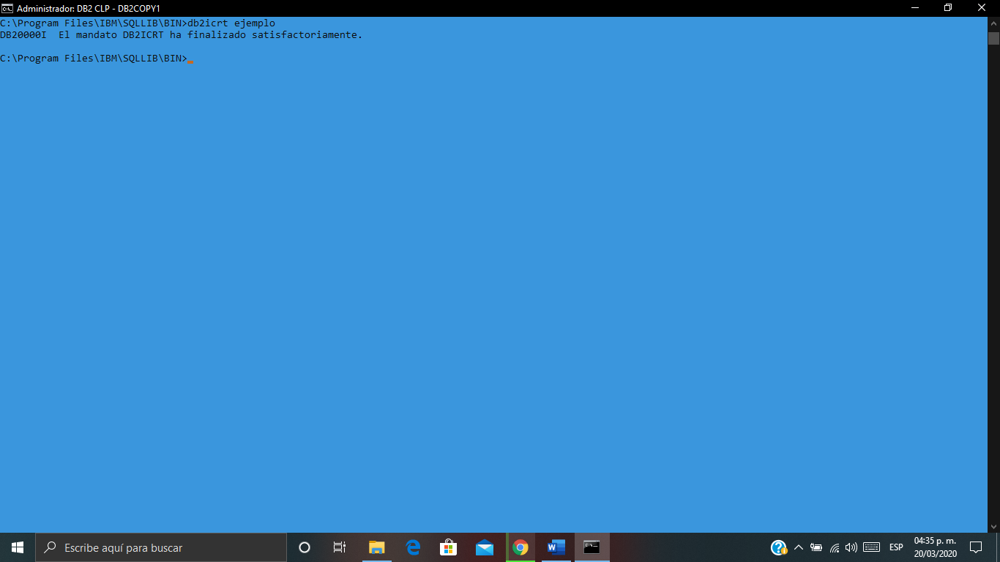 Administrador: DB2 CLP - DB2COPY1
C:\Program Files\IBM\SQLLIB\BIN>db2icrt ejemplo
DB20000I  El mandato DB2ICRT ha finalizado satisfactoriamente.
C:\Program Files\IBM\SQLLIB\BIN>
Escribe aquí para buscar
ESP
04:35 p. m.
20/03/2020